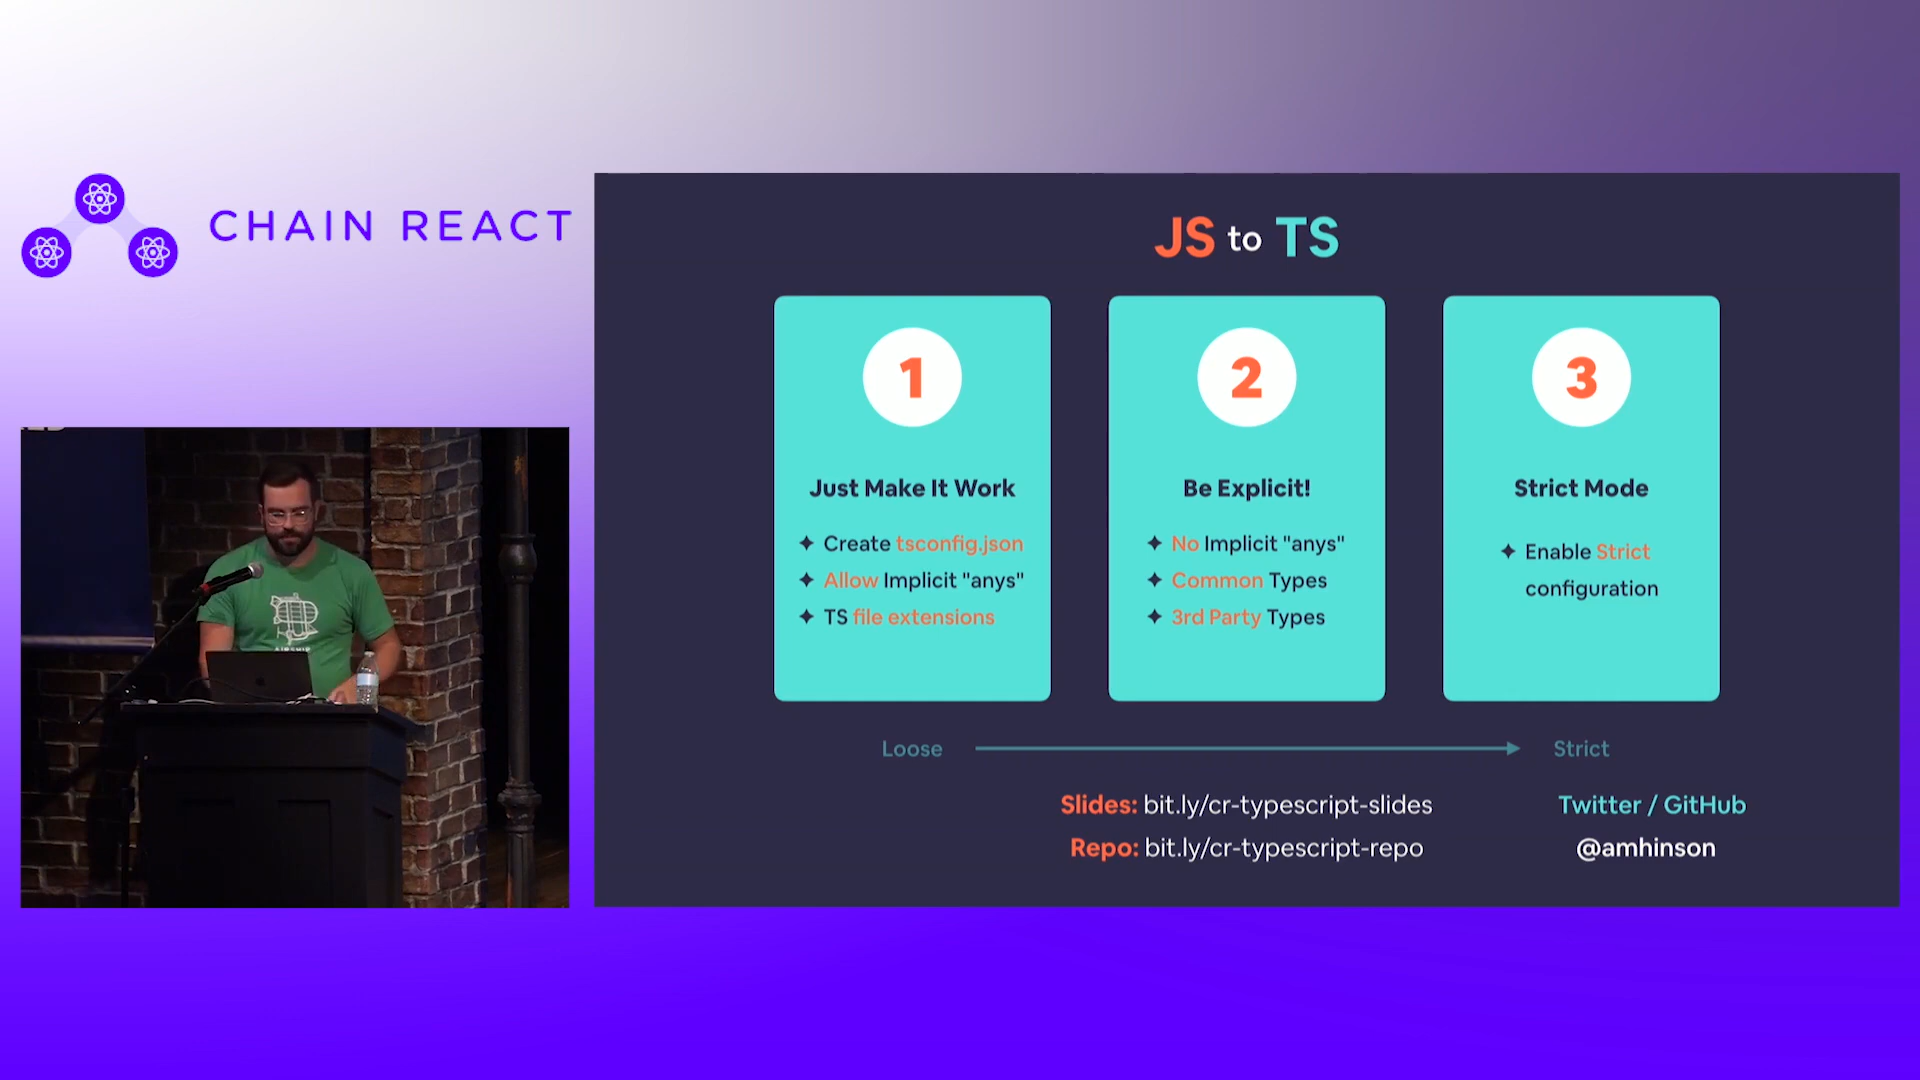 CHAIN REACT
JS to TS
1
Just Make It Work
✦ Create tsconfig.json
✦ Allow Implicit "anys"
✦ TS file extensions
2
Be Explicit!
✦ No Implicit "anys"
✦ Common Types
✦ 3rd Party Types
3
Strict Mode
✦ Enable Strict
configuration
Loose
Strict
Slides: bit.ly/cr-typescript-slides
Repo: bit.ly/cr-typescript-repo
Twitter / GitHub
@amhinson
AIRSHIP